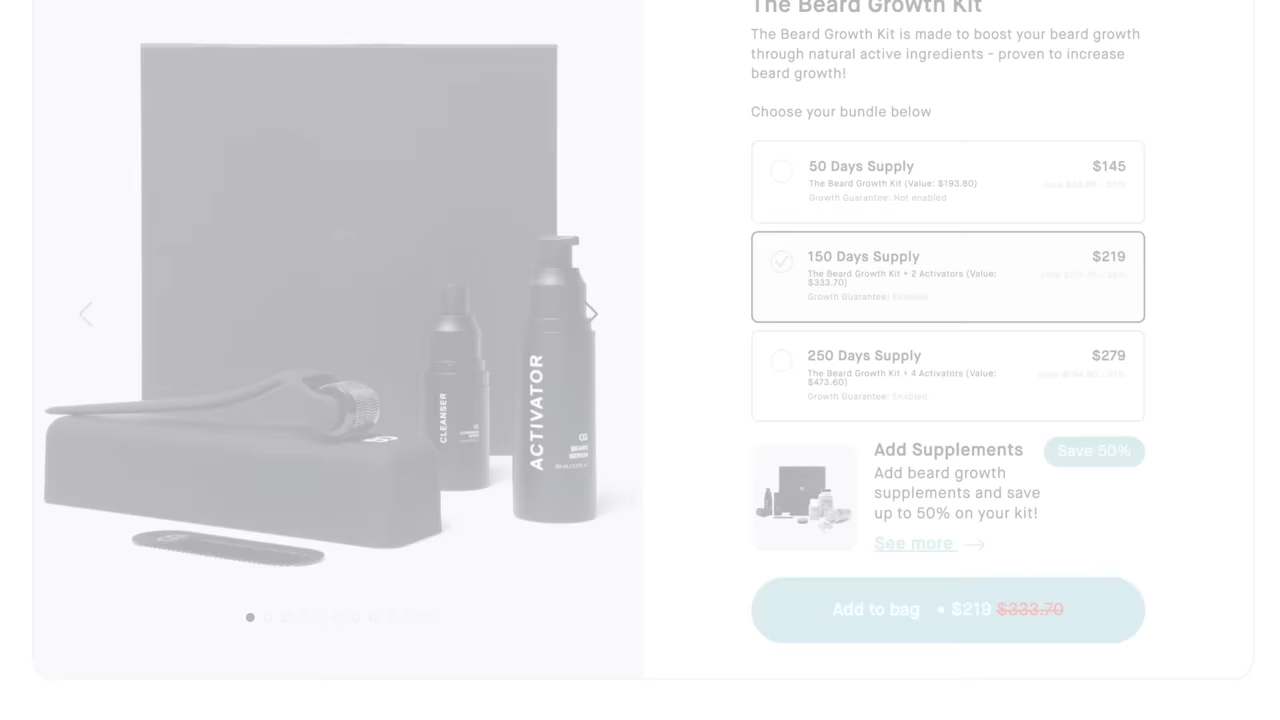 The Beard Growth Kit
The Beard Growth Kit is made to boost your beard growth
through natural active ingredients - proven to increase
beard growth!
Choose your bundle below
50 Days Supply
$145
The Beard Growth Kit (Value: $193.80)
Growth Guarantee: Not enabled
150 Days Supply
$219
The Beard Growth Kit + 2 Activators (Value:
$333.70)
Growth Guarantee: Enabled
250 Days Supply
$279
The Beard Growth Kit + 4 Activators (Value:
$473.60)
Growth Guarantee: Enabled
Add Supplements
Save 50%
Add beard growth
supplements and save
up to 50% on your kit!
See more
Add to bag • $219 $333.70
CLEANSER
ACTIVATOR
BEARD
SERUM